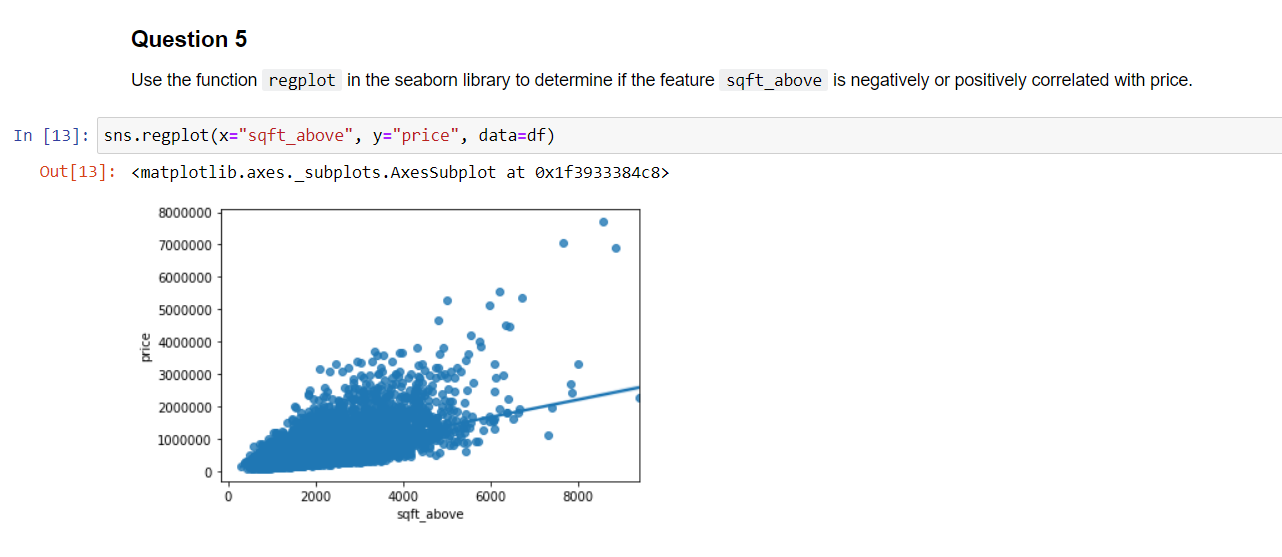 Question 5
Use the function regplot in the seaborn library to determine if the feature sqft_above is negatively or positively correlated with price.
In [13]: sns.regplot(x="sqft_above", y="price", data=df)
Out[13]: <matplotlib.axes._subplots.AxesSubplot at 0x1f3933384c8>
8000000
7000000
6000000
5000000
4000000
3000000
2000000
1000000
0
price
0 2000 4000 6000 8000
sqft_above